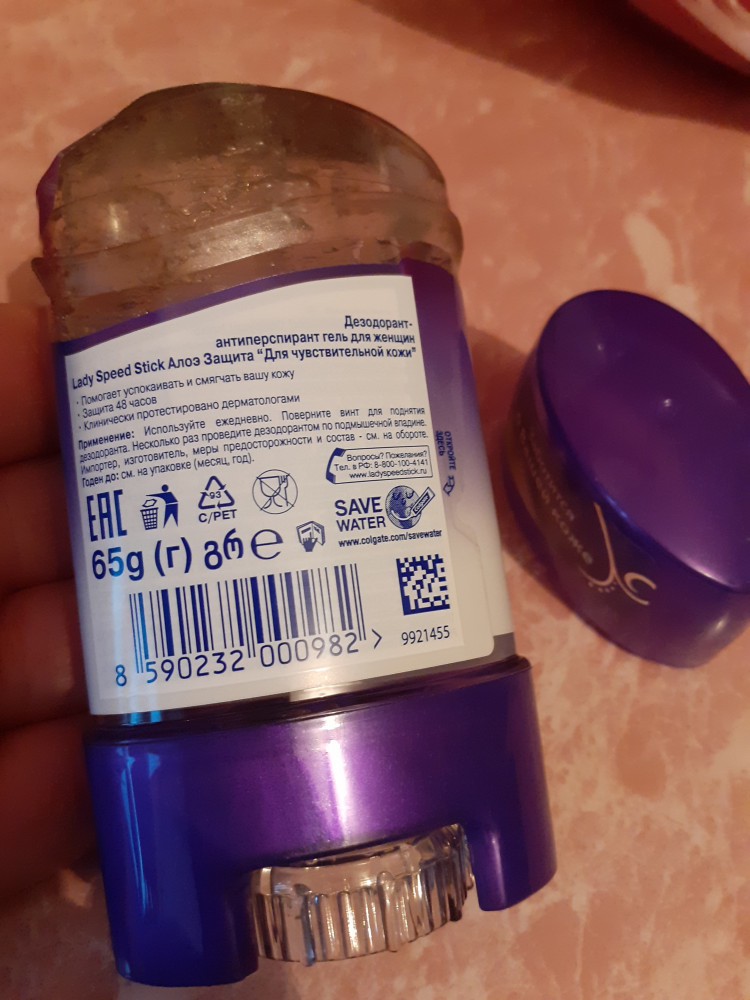 Дезодорант-
антиперспирант гель для женщин
Lady Speed Stick Алоэ Защита “Для чувствительной кожи”
· Помогает успокаивать и смягчать вашу кожу
· Защита 48 часов
· Клинически протестировано дерматологами
Применение: Используйте ежедневно. Поверните винт для поднятия
дезодоранта. Несколько раз проведите дезодорантом по подмышечной впадине.
Импортер, изготовитель, меры предосторожности и состав - см. на обороте.
Годен до: см. на упаковке (месяц, год).
ОТКРОЙТЕ
ЗДЕСЬ
Вопросы? Пожелания?
Тел. в РФ: 8-800-100-4141
www.ladyspeedstick.ru
EAC
93
C/PET
SAVE
WATER
www.colgate.com/savewater
65g (г) გრ e
8 590232 000982 >
9921455